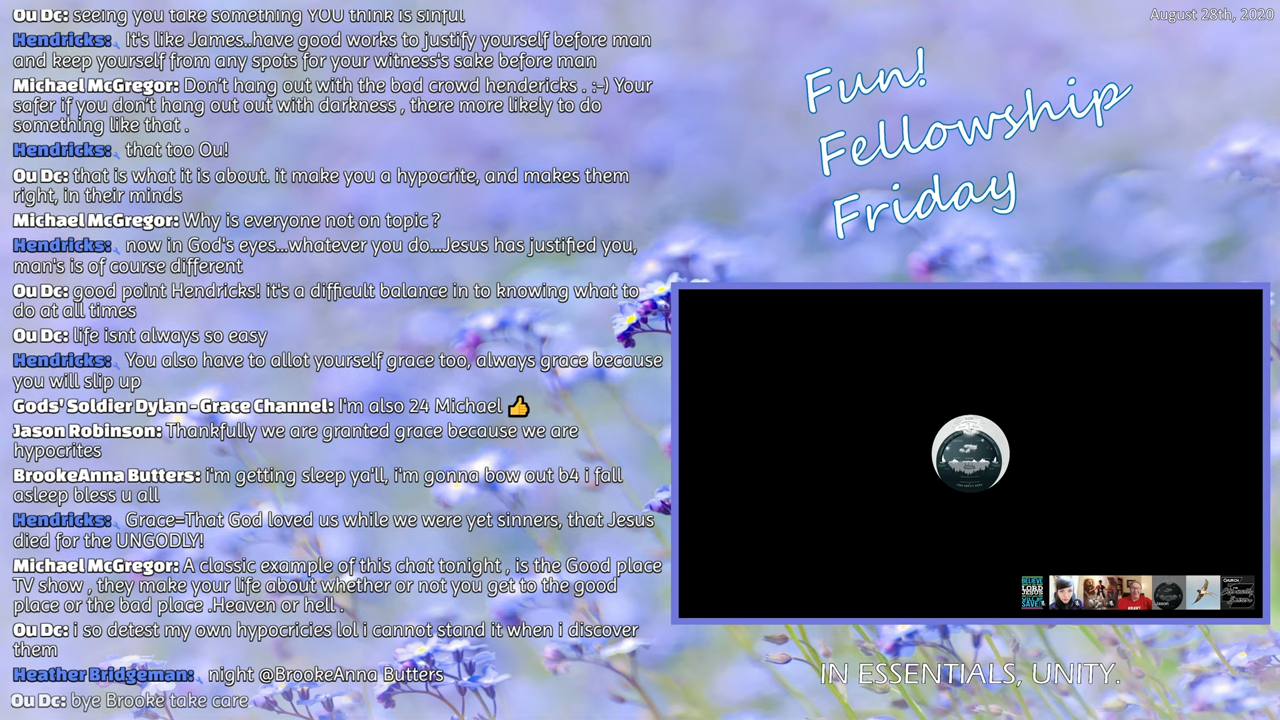 Ou Dc: seeing you take something YOU think is sinful
Hendricks: It's like James..have good works to justify yourself before man
and keep yourself from any spots for your witness's sake before man
Michael McGregor: Don't hang out with the bad crowd hendericks . :-) Your
safer if you don't hang out out with darkness , there more likely to do
something like that .
Hendricks: that too Ou!
Ou Dc: that is what it is about. it make you a hypocrite, and makes them
right, in their minds
Michael McGregor: Why is everyone not on topic ?
Hendricks: now in God's eyes...whatever you do...Jesus has justified you,
man's is of course different
Ou Dc: good point Hendricks! it's a difficult balance in to knowing what to
do at all times
Ou Dc: life isnt always so easy
Hendricks: You also have to allot yourself grace too, always grace because
you will slip up
Gods' Soldier Dylan - Grace Channel: I'm also 24 Michael 👍
Jason Robinson: Thankfully we are granted grace because we are
hypocrites
BrookeAnna Butters: i'm getting sleep ya'll, i'm gonna bow out b4 i fall
asleep bless u all
Hendricks: Grace–That God loved us while we were yet sinners, that Jesus
died for the UNGODLY!
Michael McGregor: A classic example of this chat tonight , is the Good place
TV show , they make your life about whether or not you get to the good
place or the bad place .Heaven or hell .
Ou Dc: i so detest my own hypocricies lol i cannot stand it when i discover
them
Heather Bridgeman: night @BrookeAnna Butters
Ou Dc: bye Brooke take care
August 28th, 2020
Fun!
Fellowship
Friday
BELIEVE
LORD
JESUS
SAVE
Jason
CHURCH
IN ESSENTIALS, UNITY.